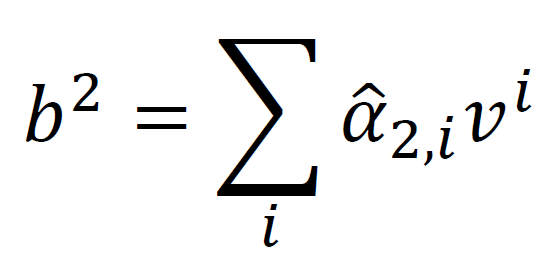 b² = ∑ᵢ α̂₂,ᵢ vⁱ